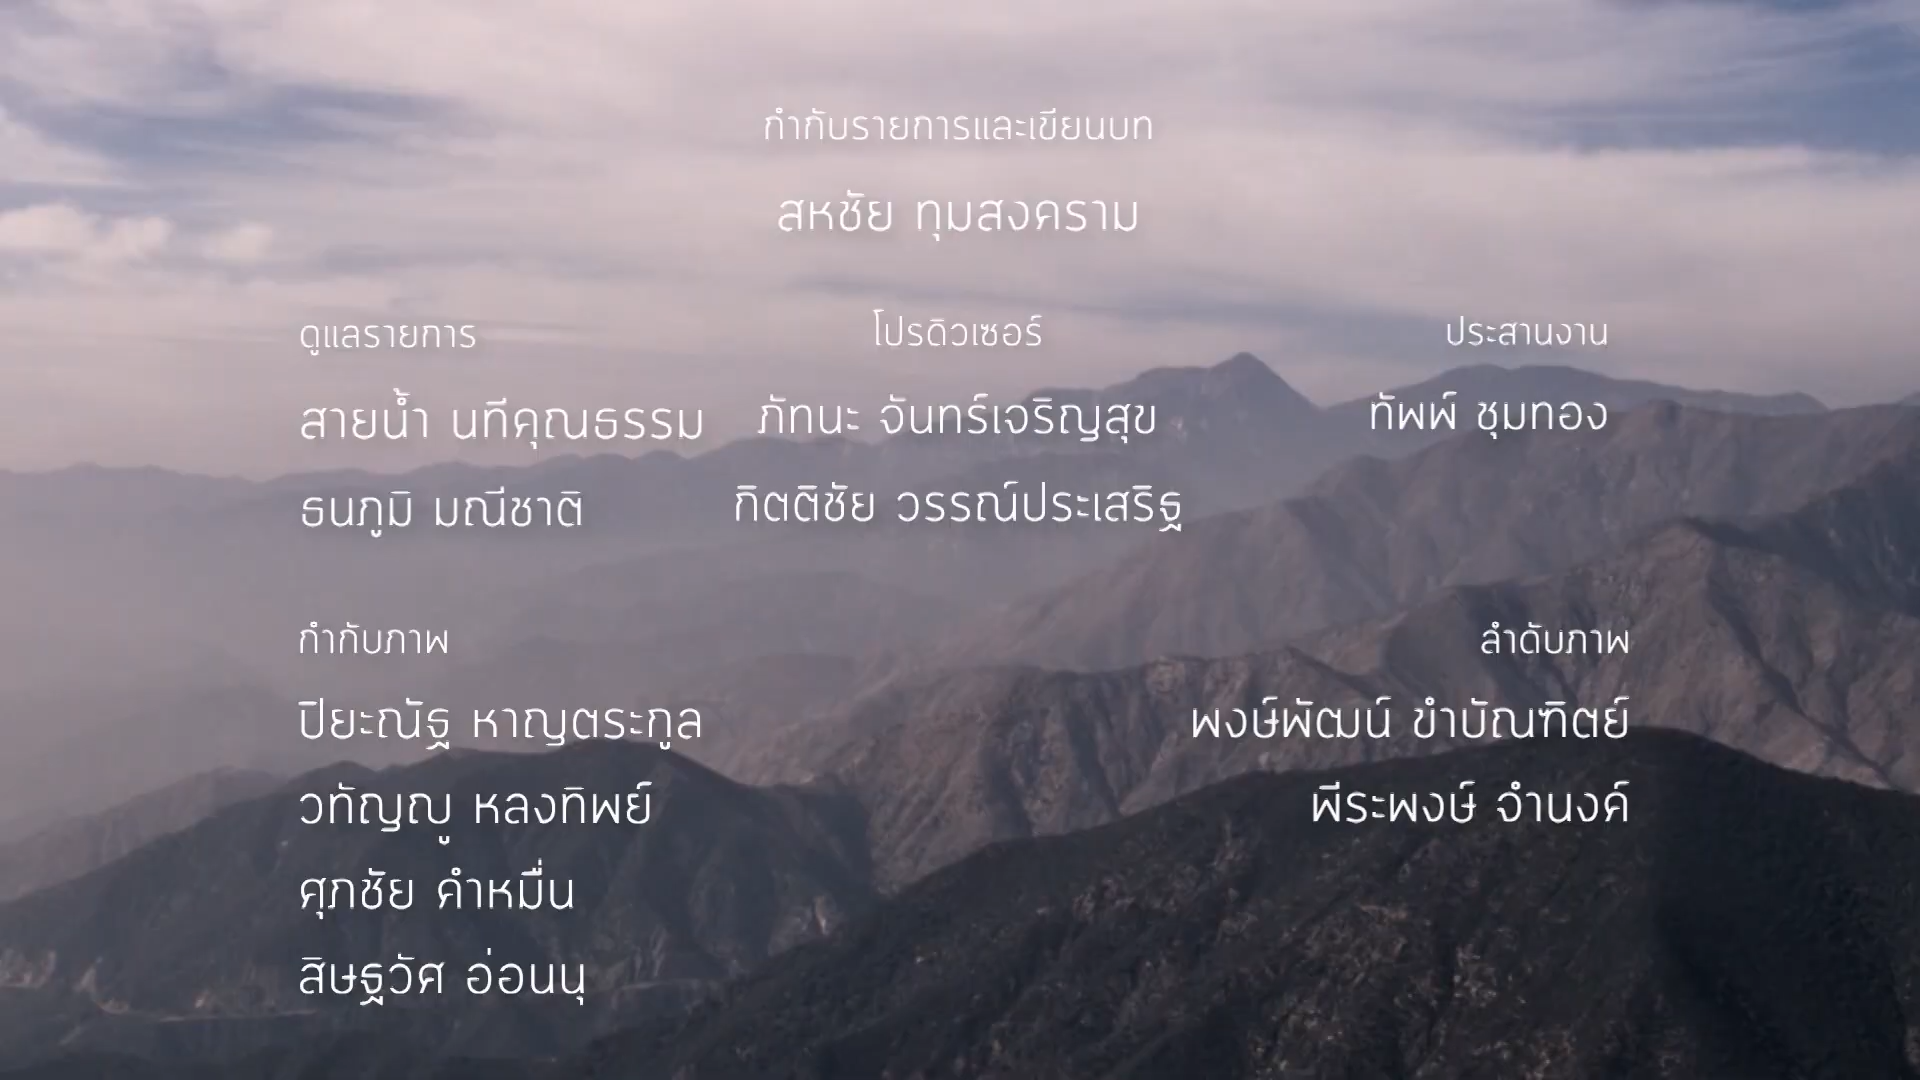 กำกับรายการและเขียนบท
สหชัย ทุมสงคราม
ดูแลรายการ
สายน้ำ นทีคุณธรรม
ธนภูมิ มณีชาติ
โปรดิวเซอร์
ภัทนะ จันทร์เจริญสุข
กิตติชัย วรรณ์ประเสริฐ
ประสานงาน
ทัพพ์ ชุมทอง
กำกับภาพ
ปิยะณัฐ หาญตระกูล
วทัญญู หลงทิพย์
ศุภชัย คำหมื่น
สิษฐวัศ อ่อนนุ
ลำดับภาพ
พงษ์พัฒน์ ขำบัณฑิตย์
พีระพงษ์ จำนงค์